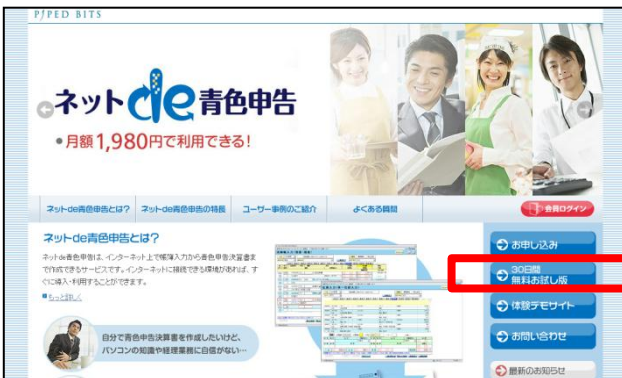 PIPED BITS
ネットde青色申告
●月額1,980円で利用できる!
ネットde青色申告とは?
ネットde青色申告の特長
ユーザー事例のご紹介
よくある質問
会員ログイン
ネットde青色申告とは?
ネットde青色申告は、インターネット上で帳簿入力から青色申告決算書ま
で作成できるサービスです。インターネットに接続できる環境があれば、す
ぐに導入・利用することができます。
もっと詳しく
自分で青色申告決算書を作成したいけど、
パソコンの知識や経理業務に自信がない…
お申し込み
30日間
無料お試し版
体験デモサイト
お問い合わせ
最新のお知らせ